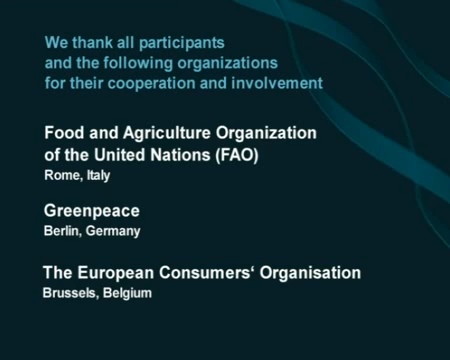 We thank all participants
and the following organizations
for their cooperation and involvement
Food and Agriculture Organization
of the United Nations (FAO)
Rome, Italy
Greenpeace
Berlin, Germany
The European Consumers‘ Organisation
Brussels, Belgium